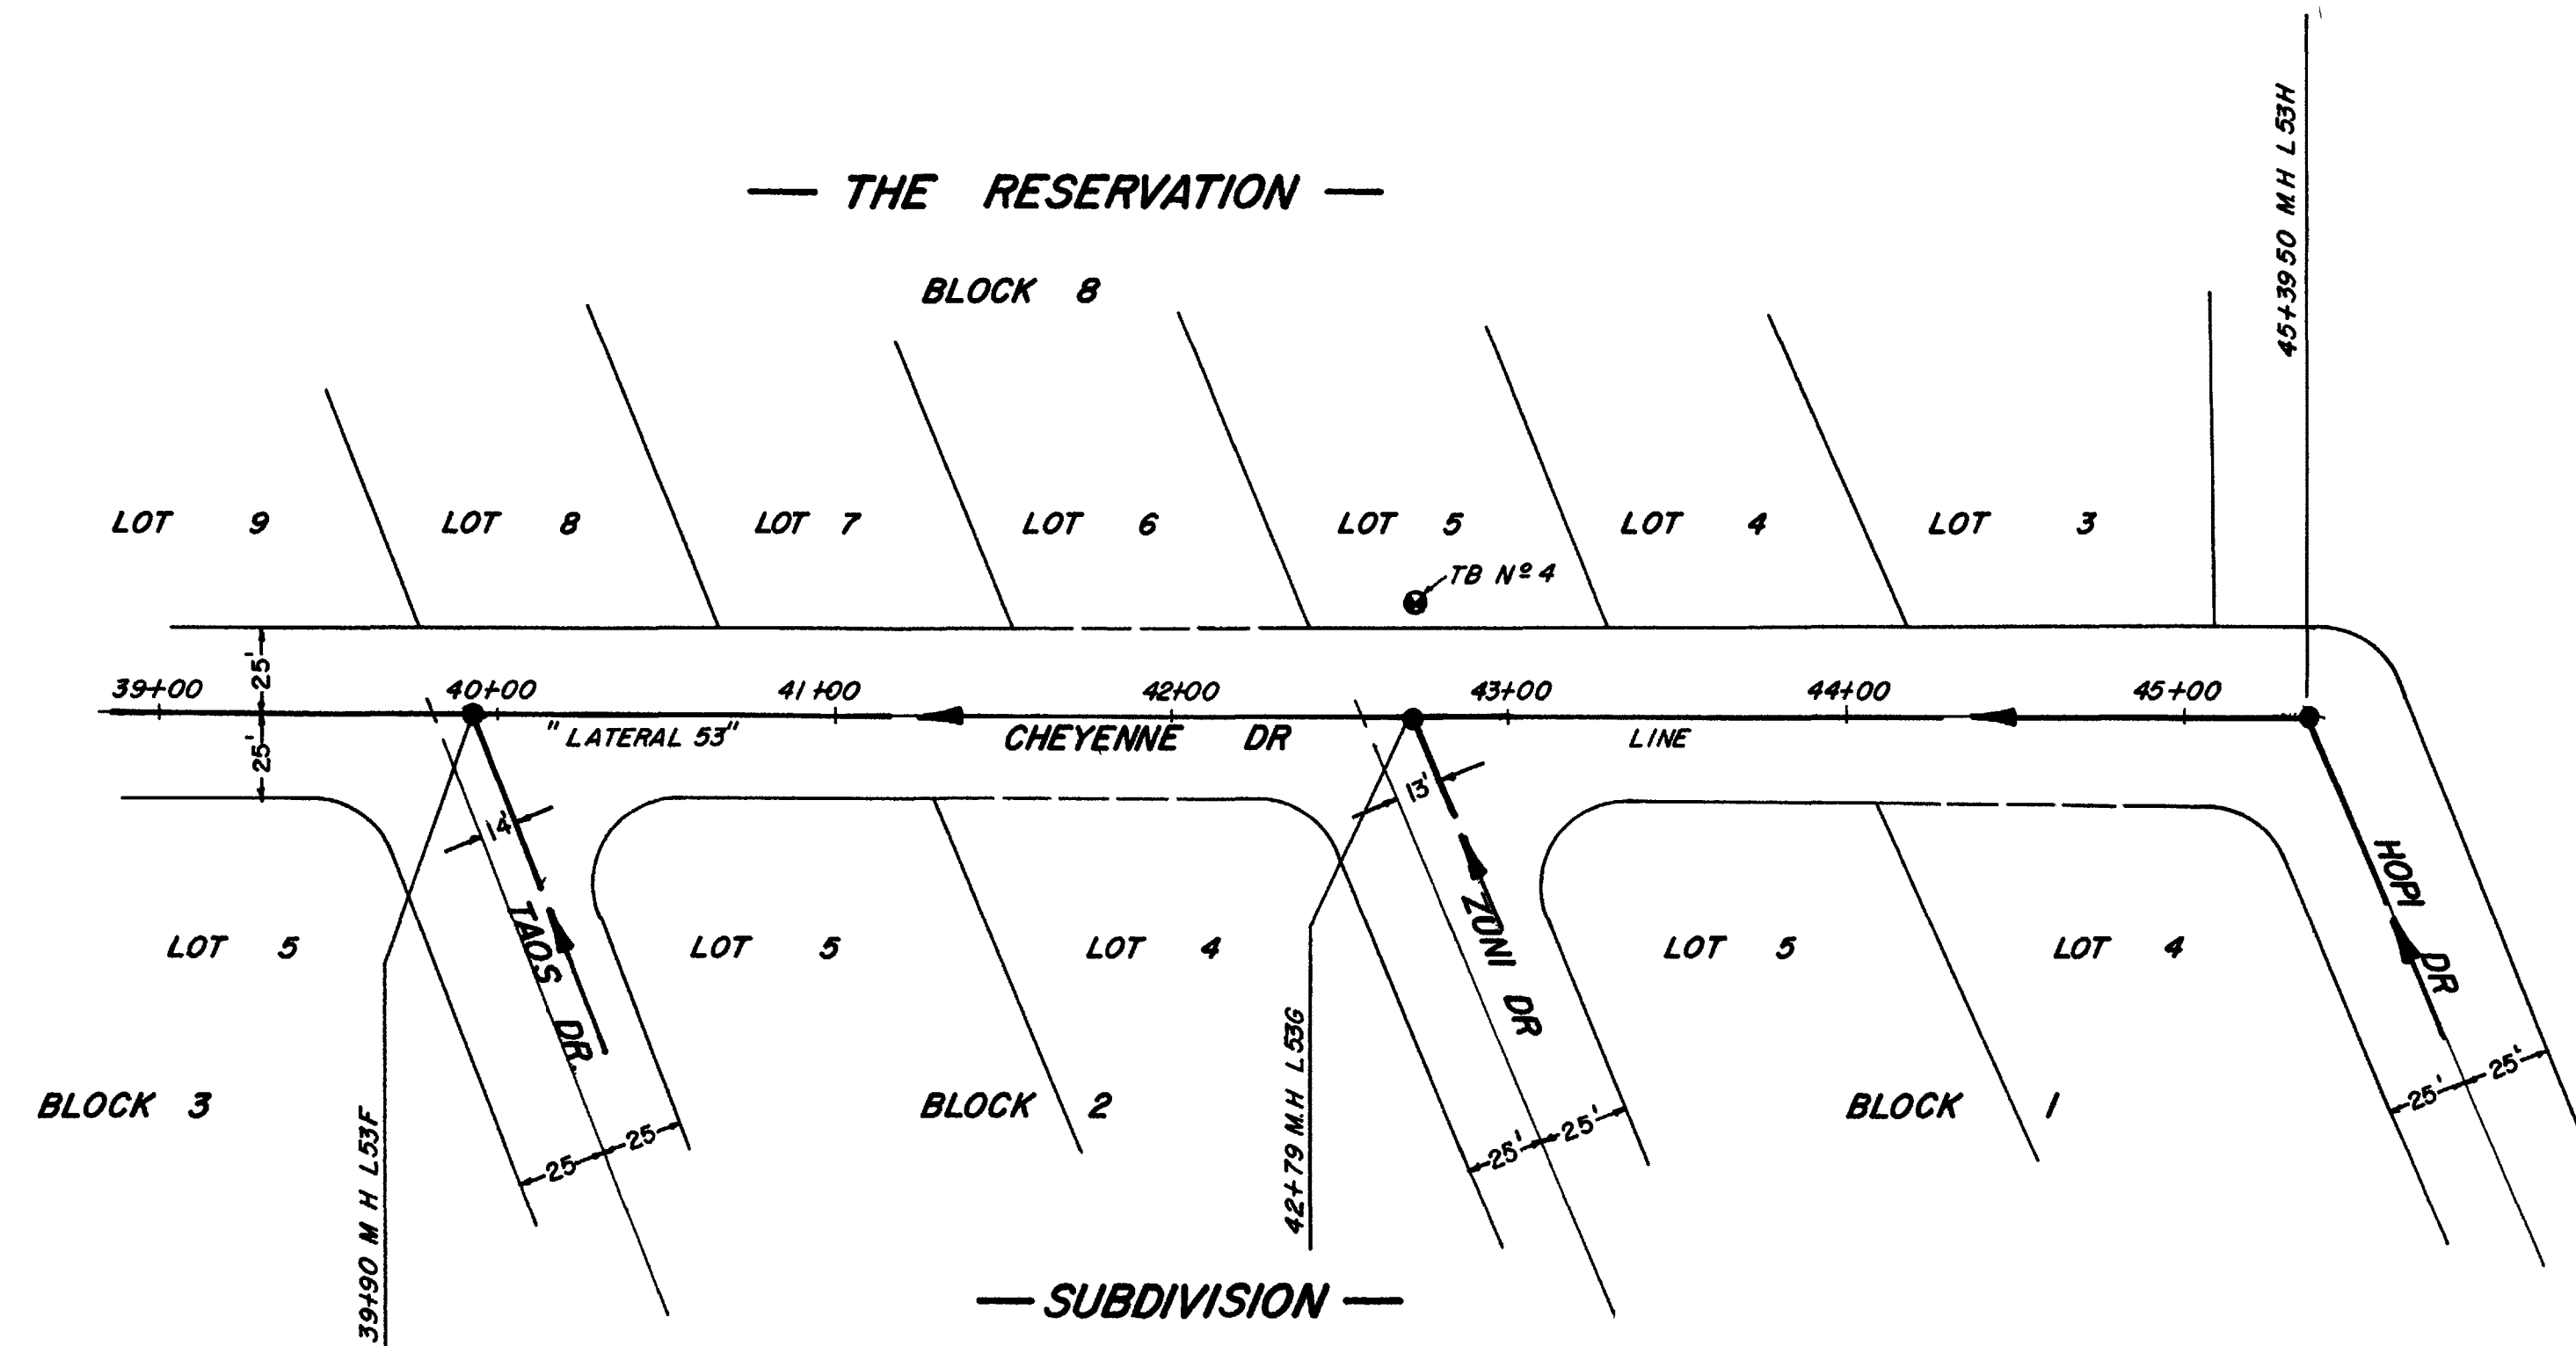 — THE RESERVATION —
BLOCK 8
45+39 50 M.H L 53H
LOT 9
LOT 8
LOT 7
LOT 6
LOT 5
LOT 4
LOT 3
TB Nº 4
25'
25'
39+00
40+00
41+00
42+00
43+00
44+00
45+00
"LATERAL 53"
CHEYENNE DR
LINE
14'
13'
TAOS DR
ZUNI DR
HOPI DR
LOT 5
LOT 5
LOT 4
LOT 5
LOT 4
BLOCK 3
BLOCK 2
BLOCK 1
25
25
25'
25'
25'
25'
39+90 M H L53F
42+79 M.H L 53G
— SUBDIVISION —